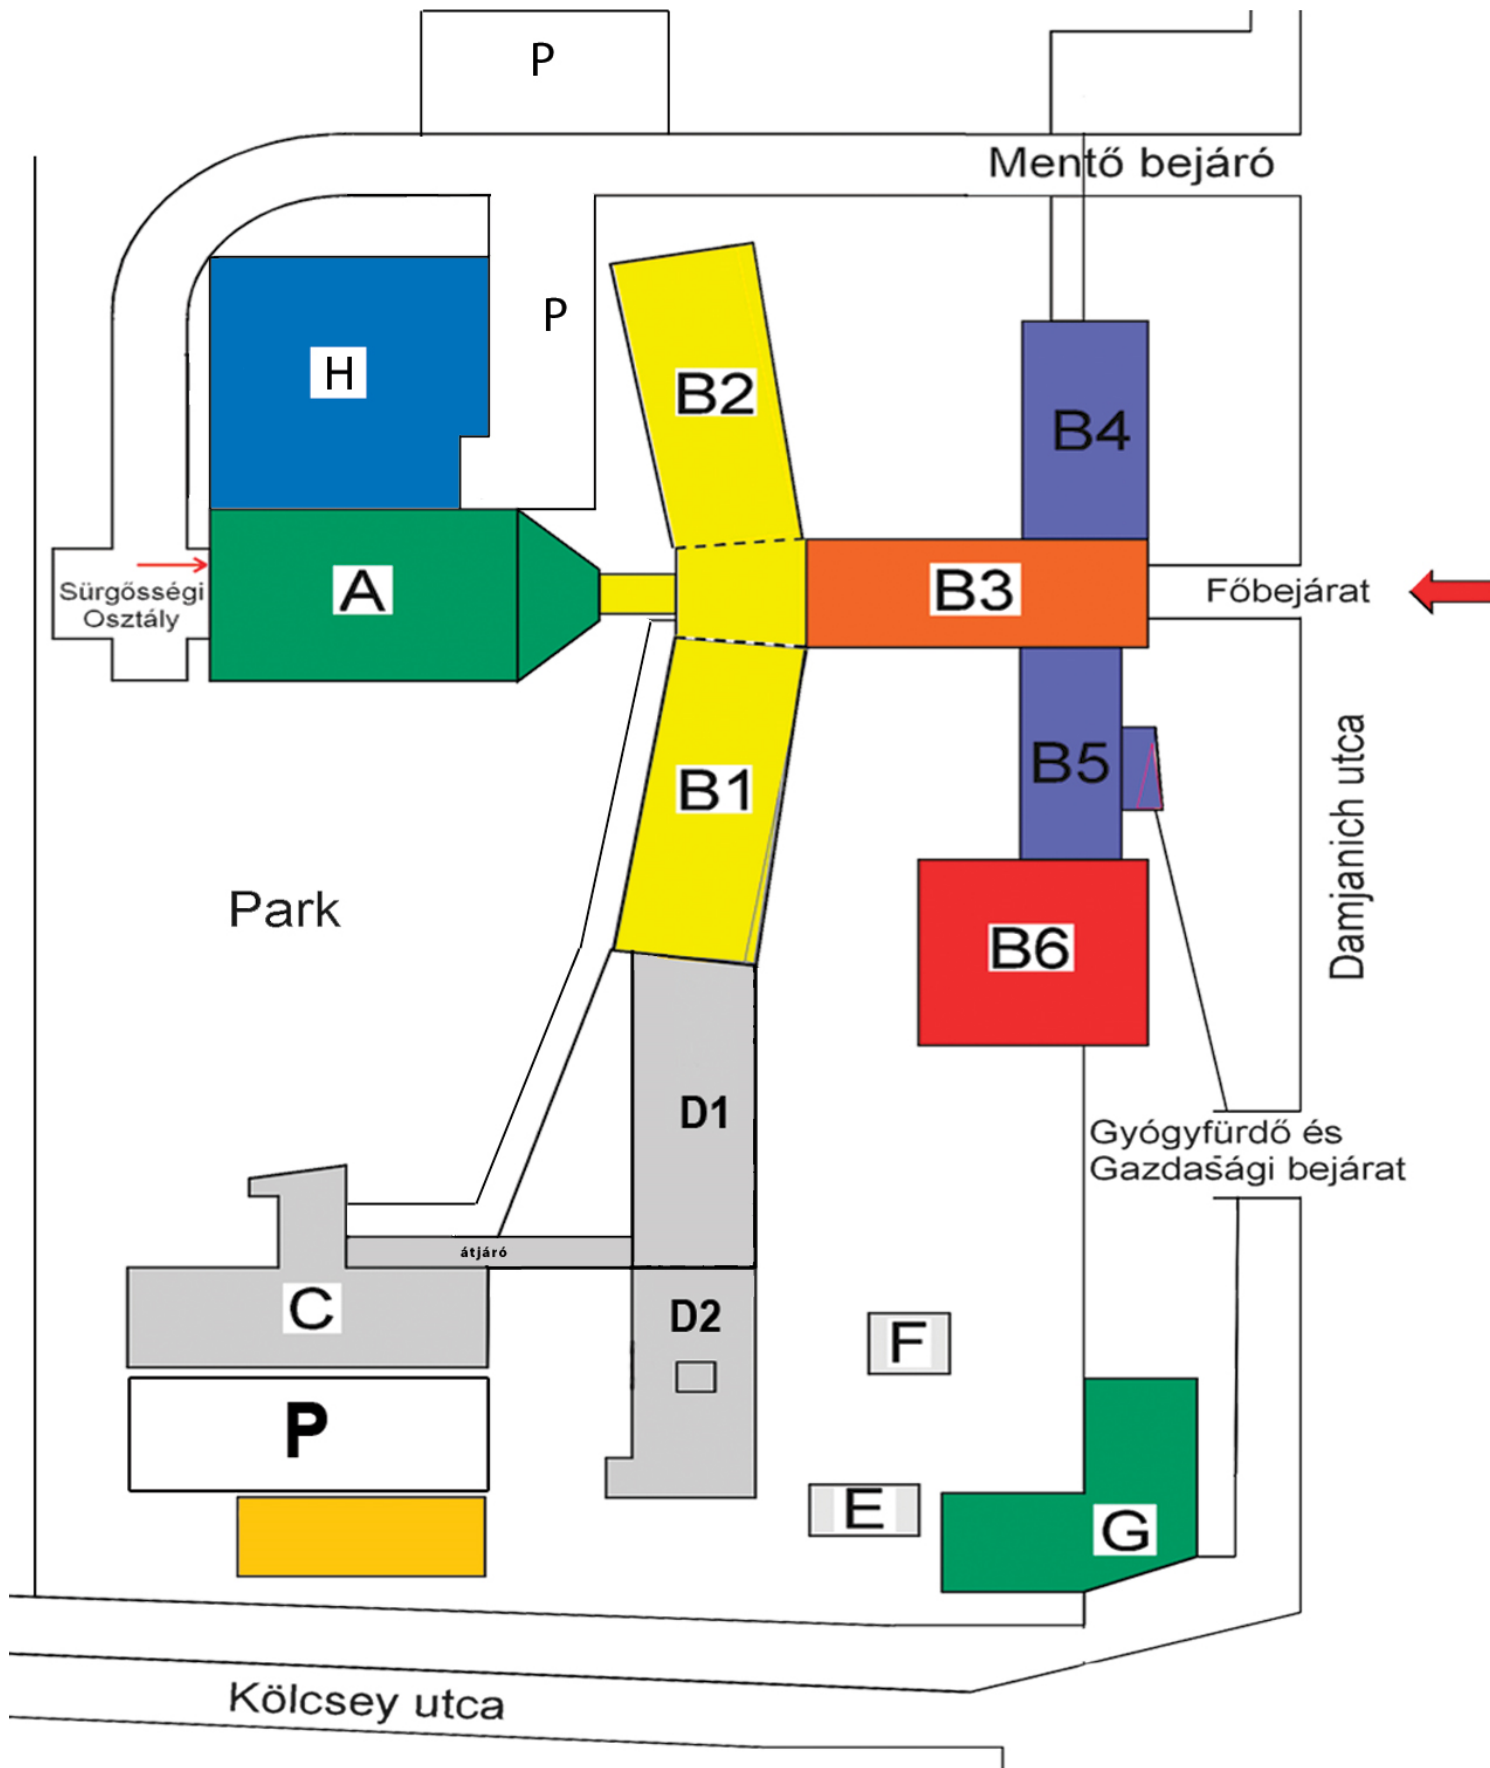 P
Mentő bejáró
P
H
B2
B4
Sürgősségi
Osztály
A
B3
Főbejárat
B5
B1
Damjanich utca
Park
B6
D1
Gyógyfürdő és
Gazdasági bejárat
átjáró
C
D2
F
P
E
G
Kölcsey utca